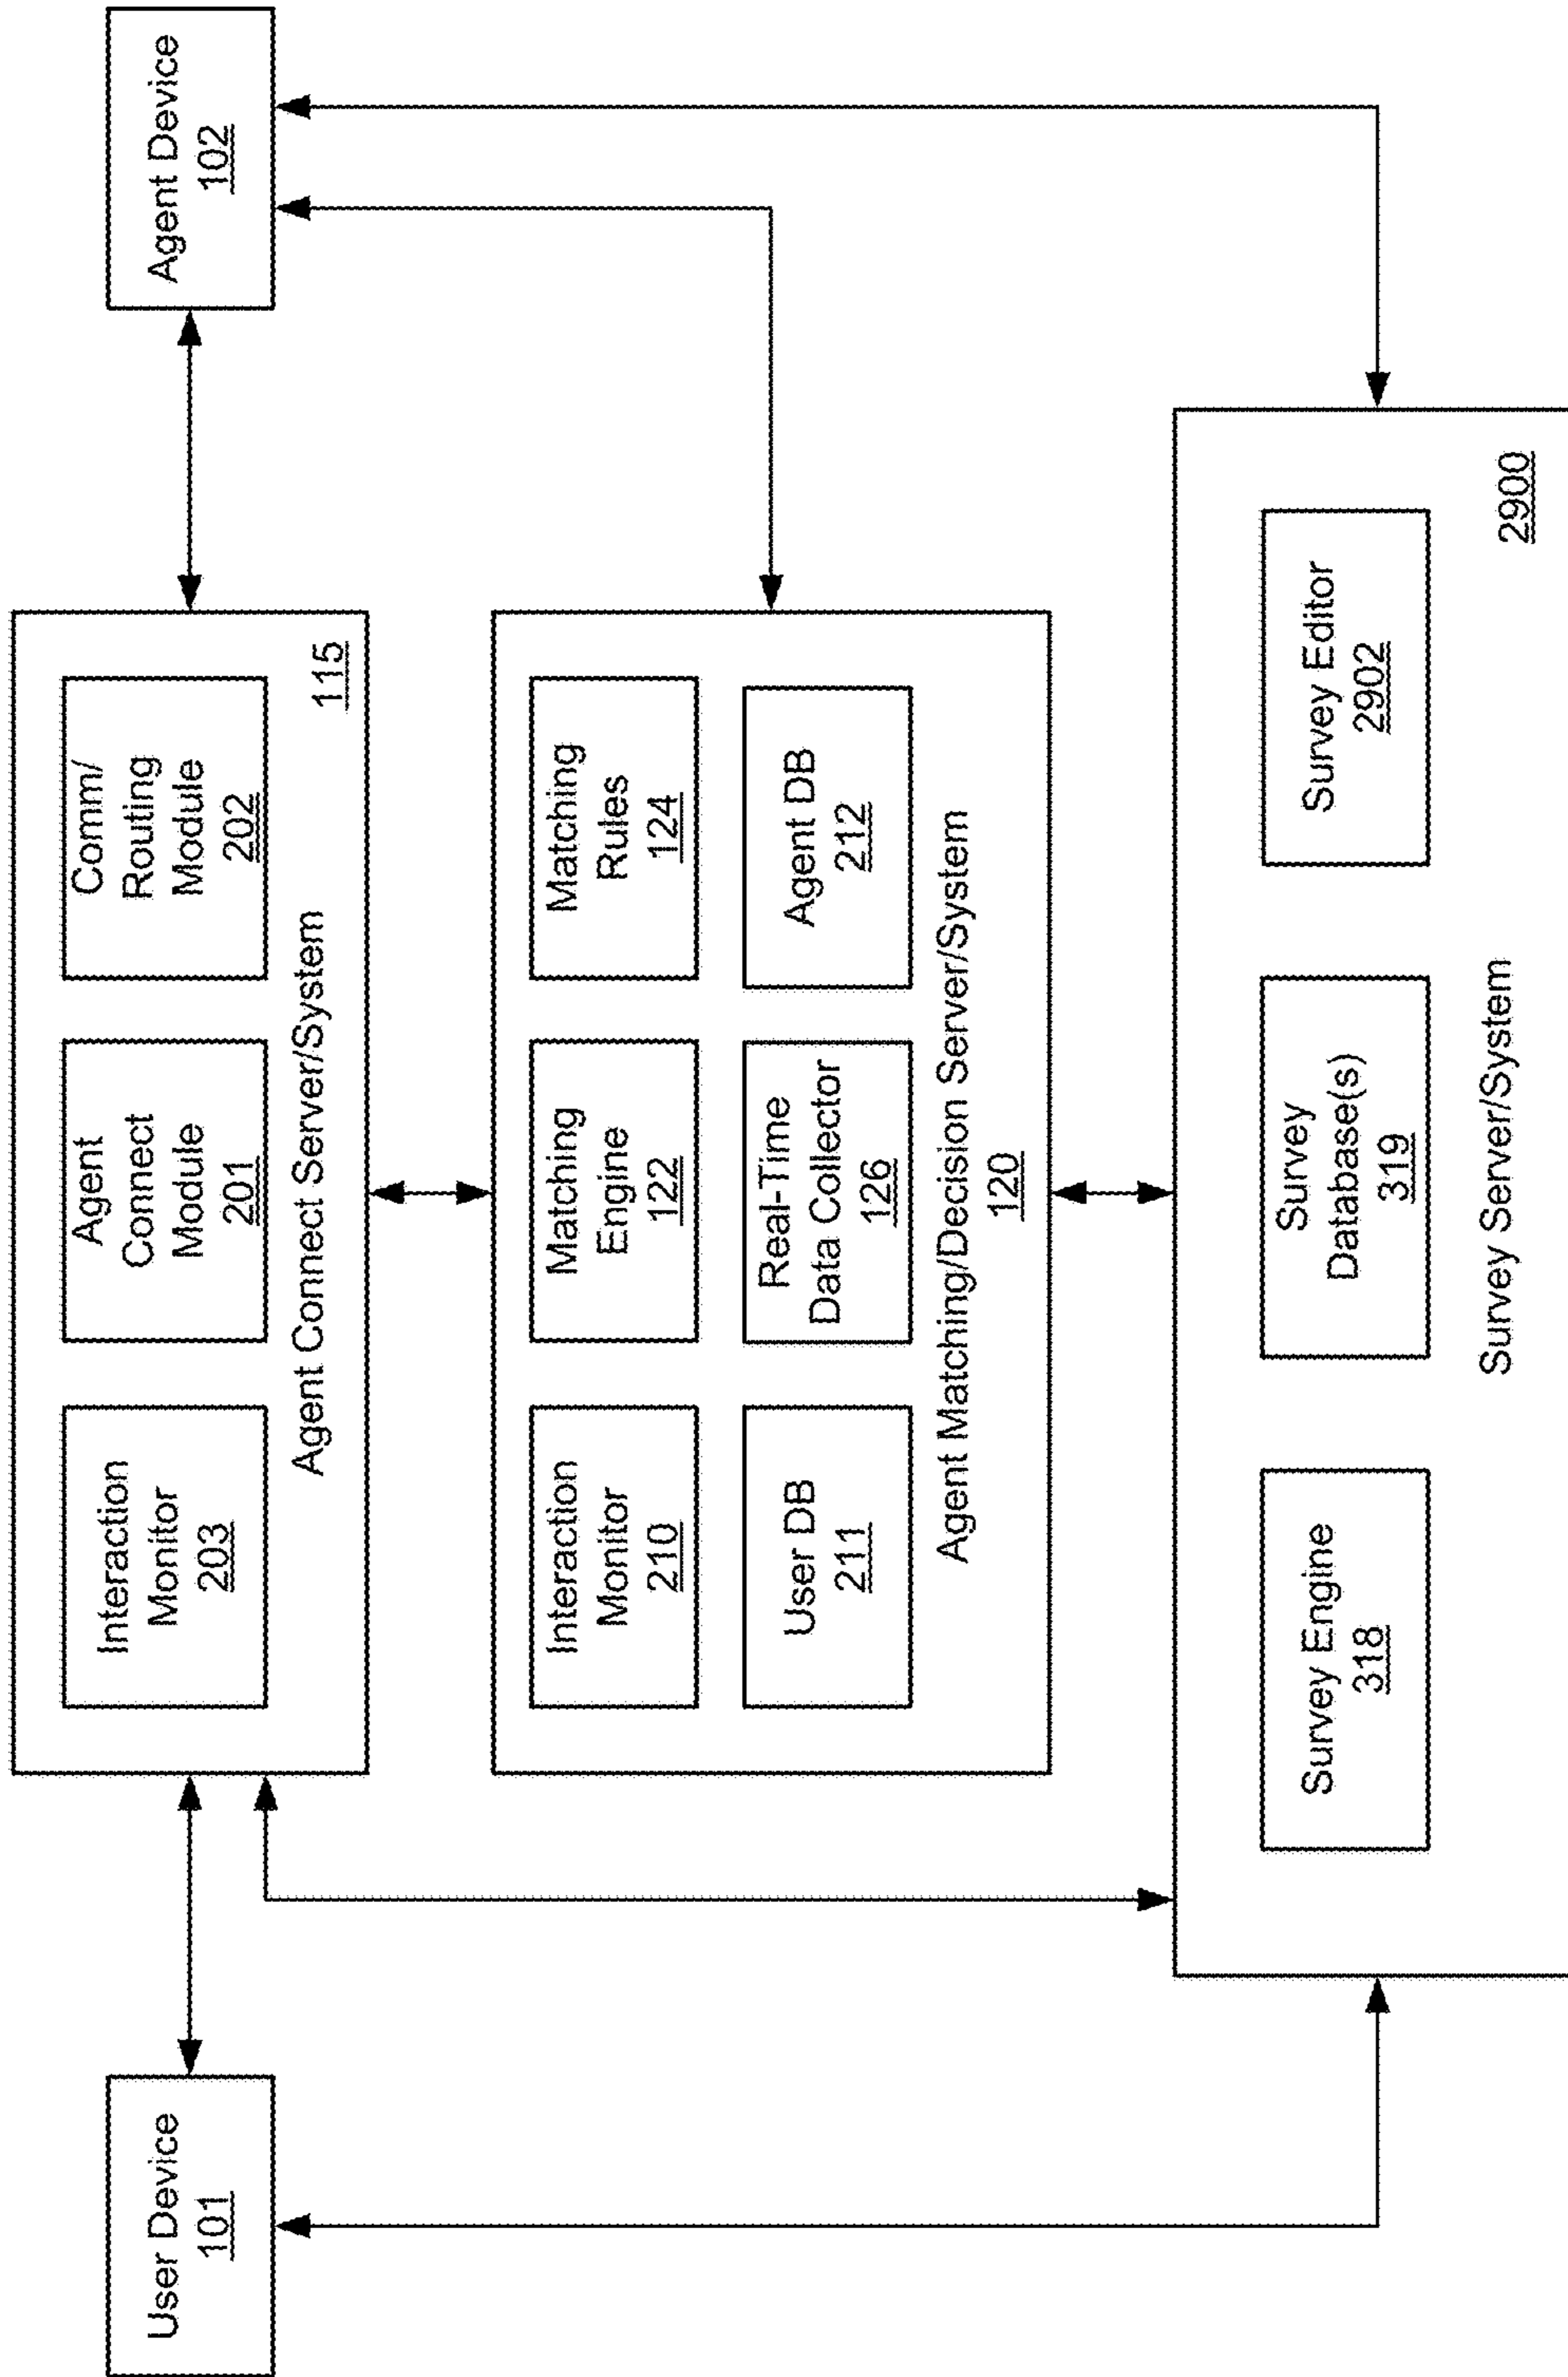 User Device
101
Interaction
Monitor
203
Agent
Connect
Module
201
Comm/
Routing
Module
202
Agent Connect Server/System
115
Agent Device
102
Interaction
Monitor
210
Matching
Engine
122
Matching
Rules
124
User DB
211
Real-Time
Data Collector
126
Agent DB
212
Agent Matching/Decision Server/System
120
Survey Engine
318
Survey
Database(s)
319
Survey Editor
2902
Survey Server/System
2900